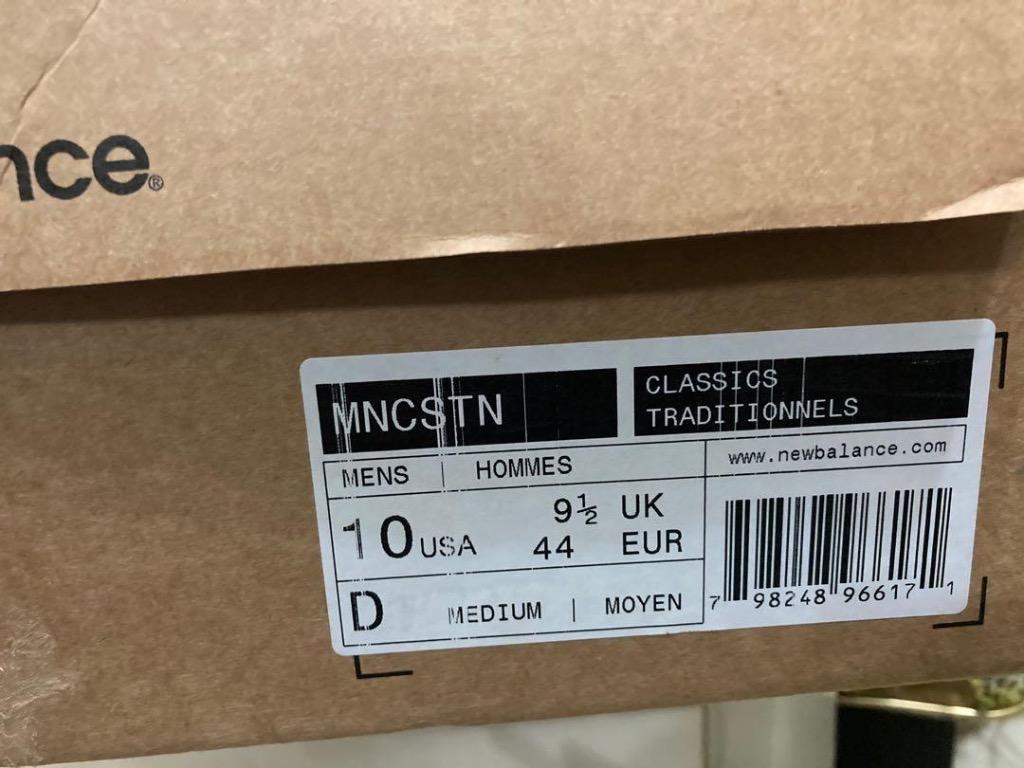 nce®
MNCSTN
CLASSICS
TRADITIONNELS
MENS | HOMMES
www.newbalance.com
10 USA
9½ UK
44 EUR
D MEDIUM | MOYEN
7 98248 96617 1